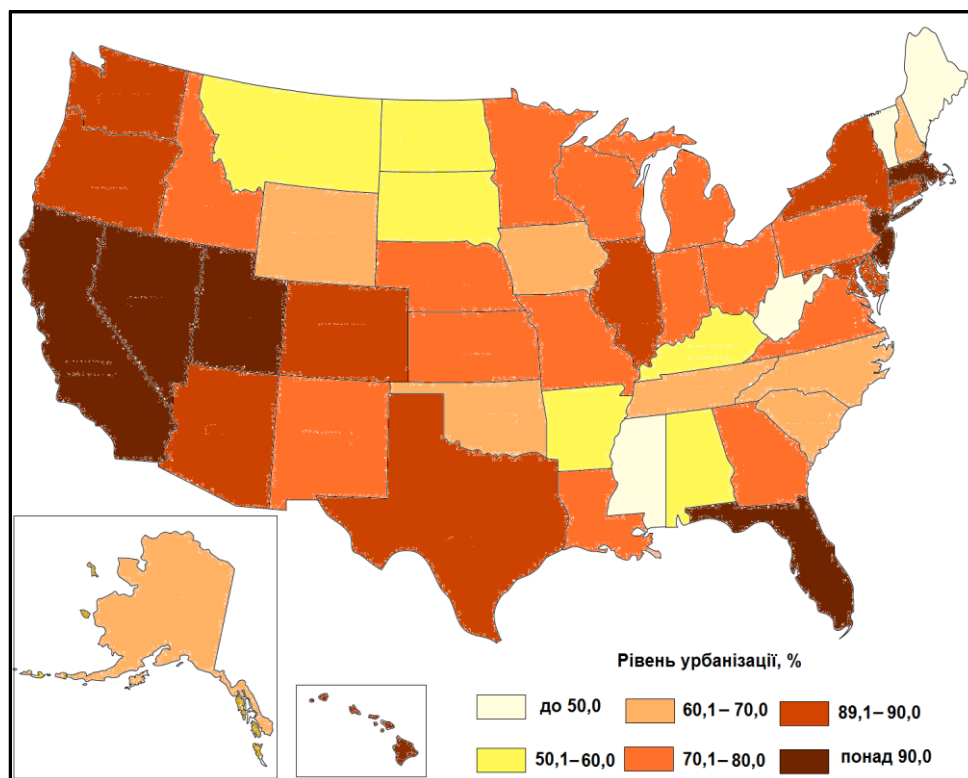 Рівень урбанізації, %
до 50,0
60,1–70,0
89,1–90,0
50,1–60,0
70,1–80,0
понад 90,0